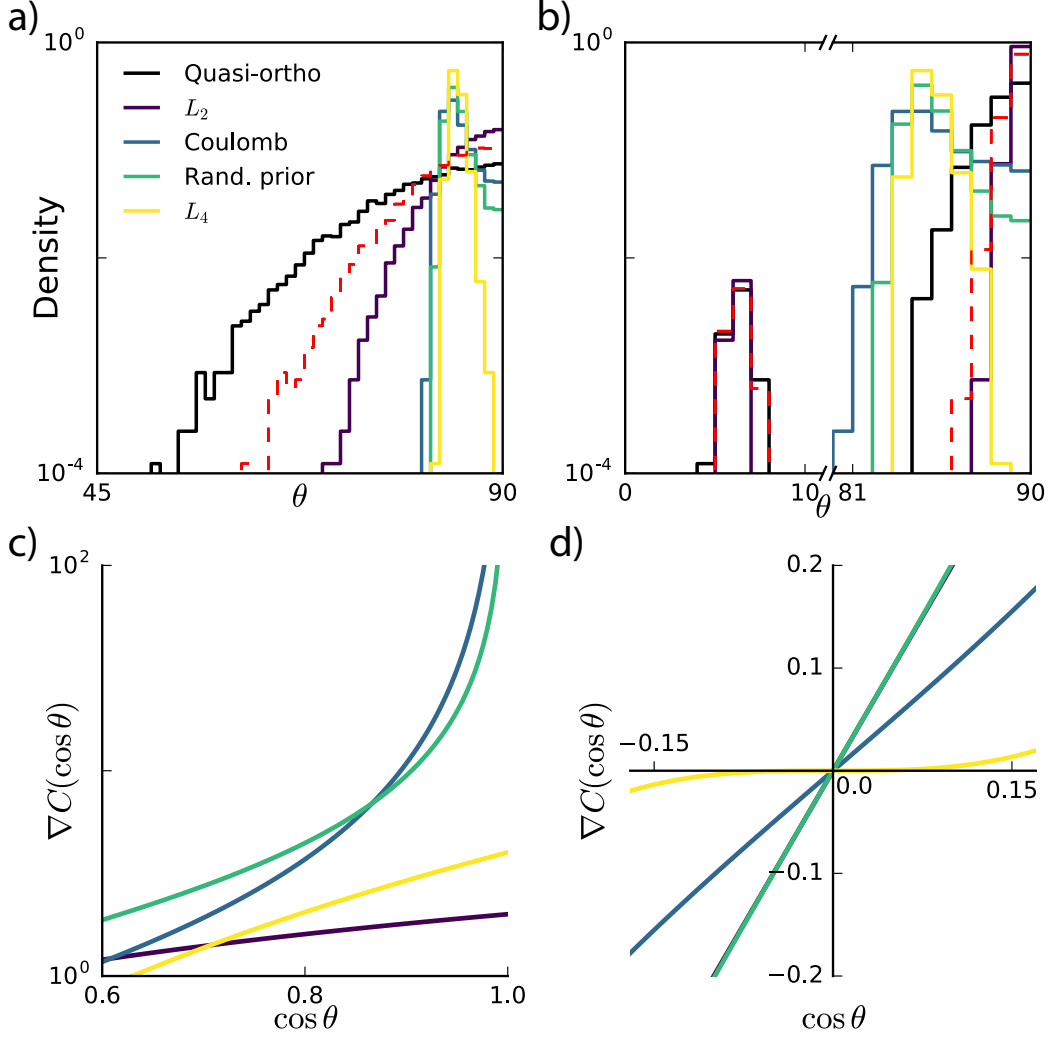 a)
10^0
Quasi-ortho
L_2
Coulomb
Rand. prior
L_4
Density
10^-4
45
θ
90
b)
10^0
10^-4
0
10
θ
81
90
c)
10^2
∇C(cos θ)
10^0
0.6
0.8
1.0
cos θ
d)
0.2
0.1
∇C(cos θ)
−0.15
0.0
0.15
−0.1
−0.2
cos θ